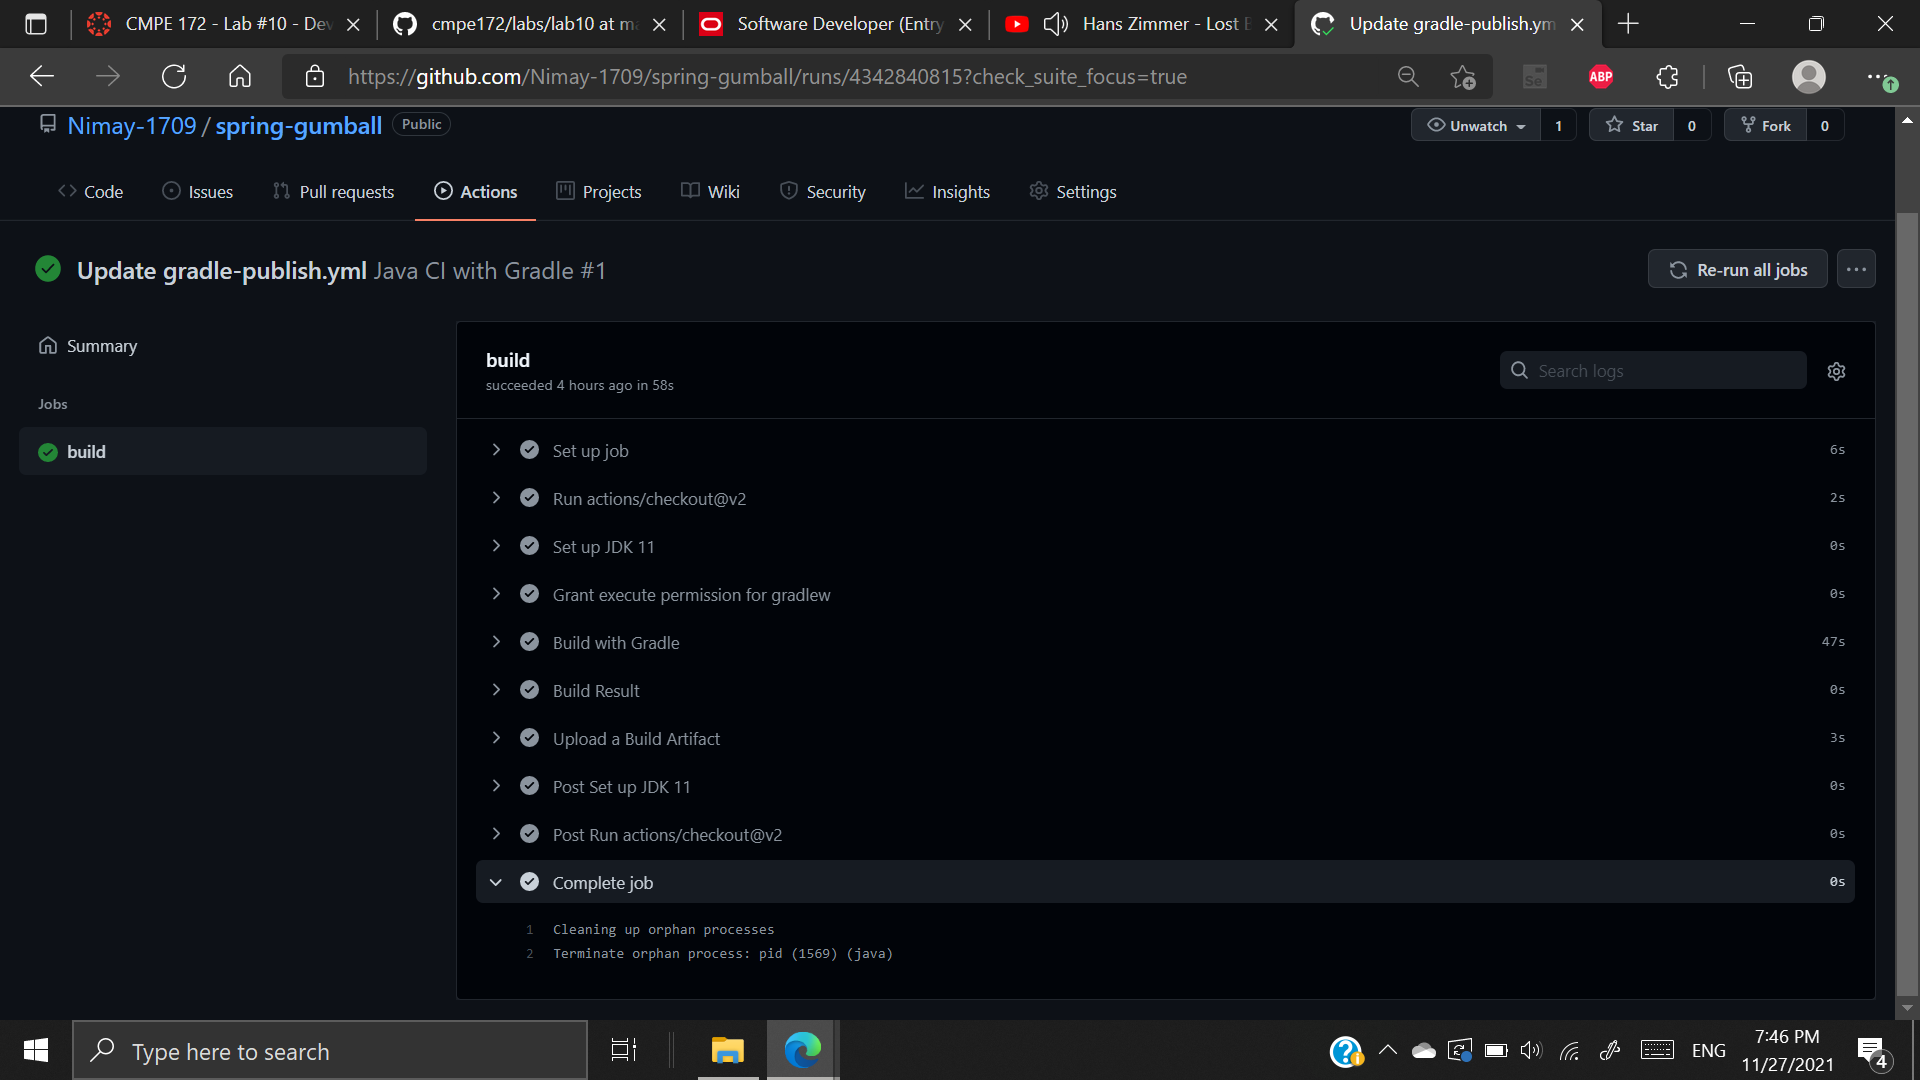 CMPE 172 - Lab #10 - Dev
cmpe172/labs/lab10 at ma
Software Developer (Entry
Hans Zimmer - Lost
Update gradle-publish.ym
https://github.com/Nimay-1709/spring-gumball/runs/4342840815?check_suite_focus=true
ABP
Nimay-1709 / spring-gumball Public
Unwatch 1
Star 0
Fork 0
Code
Issues
Pull requests
Actions
Projects
Wiki
Security
Insights
Settings
Update gradle-publish.yml Java CI with Gradle #1
Re-run all jobs
Summary
Jobs
build
build
succeeded 4 hours ago in 58s
Search logs
Set up job 6s
Run actions/checkout@v2 2s
Set up JDK 11 0s
Grant execute permission for gradlew 0s
Build with Gradle 47s
Build Result 0s
Upload a Build Artifact 3s
Post Set up JDK 11 0s
Post Run actions/checkout@v2 0s
Complete job 0s
1 Cleaning up orphan processes
2 Terminate orphan process: pid (1569) (java)
Type here to search
ENG
7:46 PM
11/27/2021
4